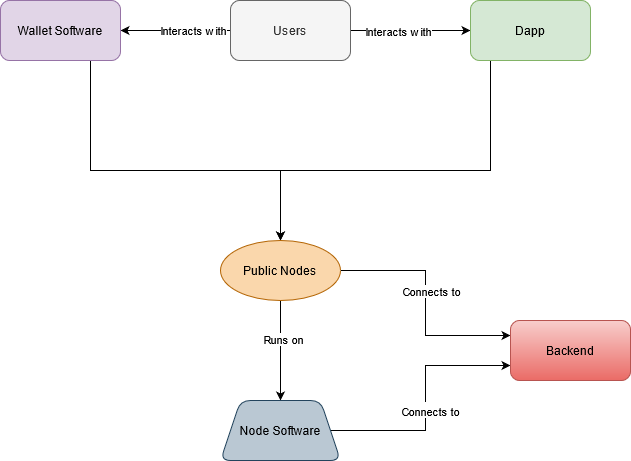 Wallet Software
Interacts with
Users
Interacts with
Dapp
Public Nodes
Connects to
Runs on
Backend
Connects to
Node Software